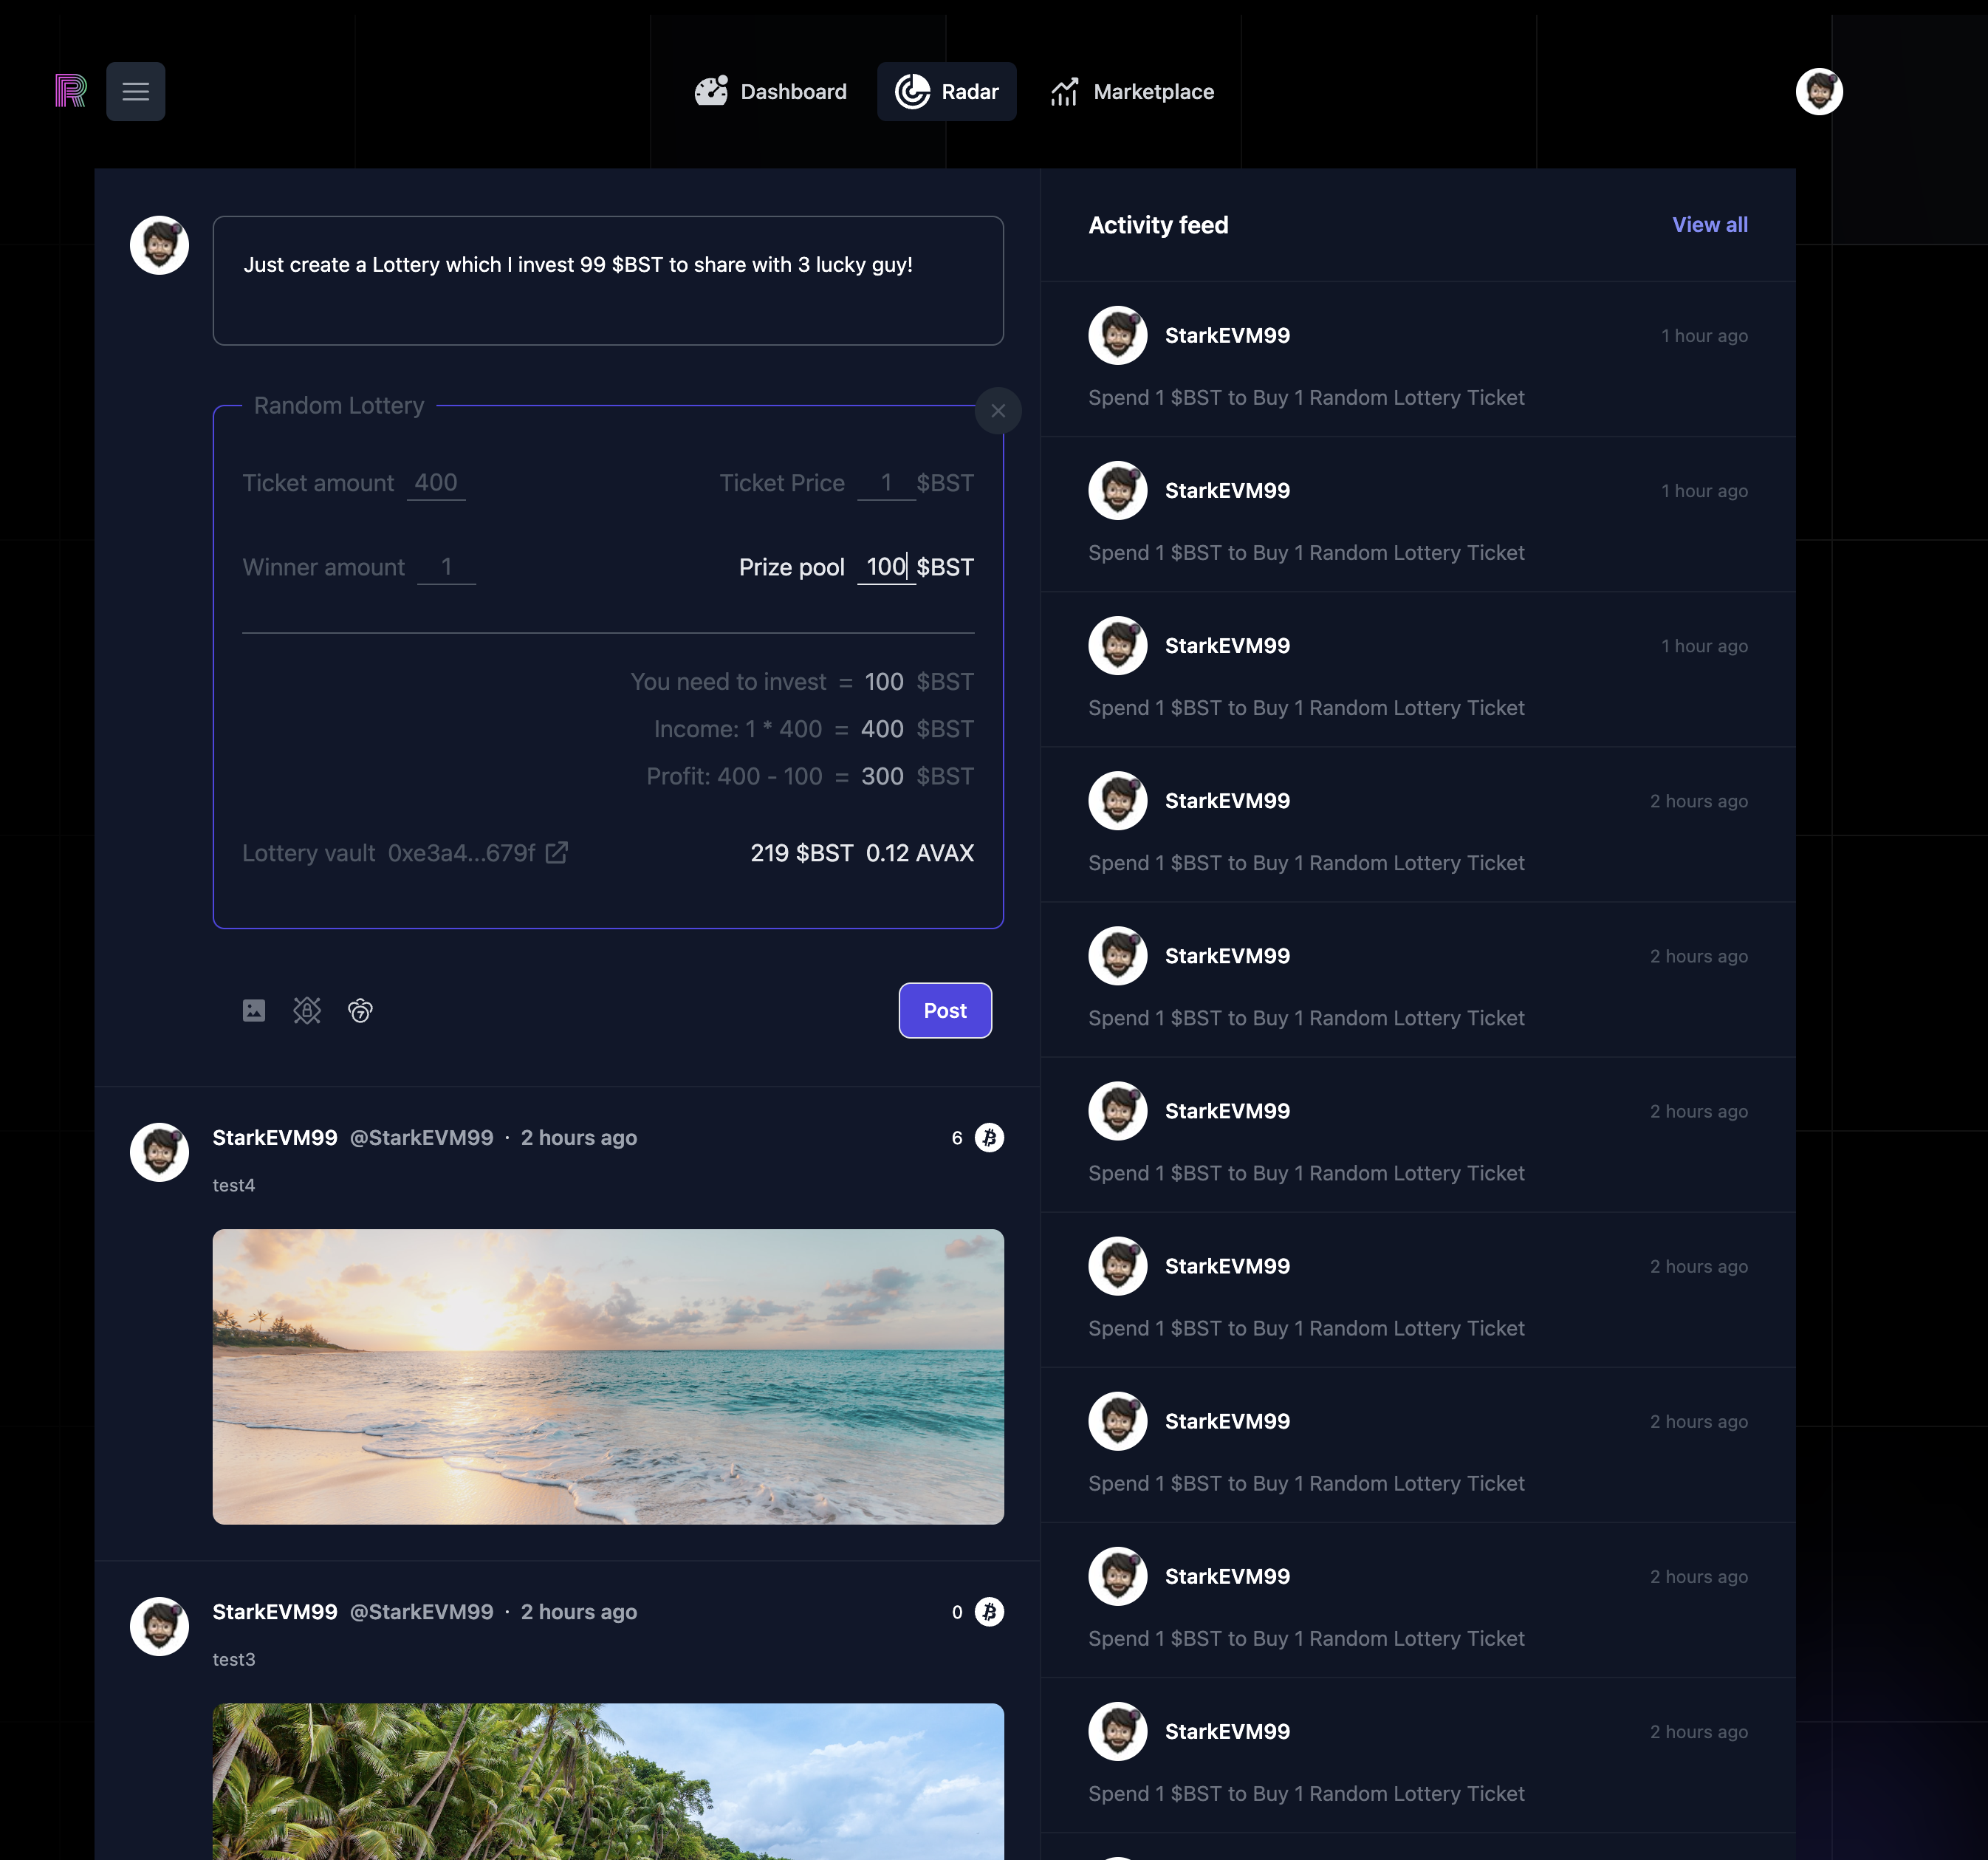 R
Dashboard
Radar
Marketplace
Just create a Lottery which I invest 99 $BST to share with 3 lucky guy!
Random Lottery
Ticket amount 400
Ticket Price 1 $BST
Winner amount 1
Prize pool 100 $BST
You need to invest = 100 $BST
Income: 1 * 400 = 400 $BST
Profit: 400 - 100 = 300 $BST
Lottery vault 0xe3a4...679f
219 $BST 0.12 AVAX
7
Post
StarkEVM99 @StarkEVM99 · 2 hours ago
6
test4
StarkEVM99 @StarkEVM99 · 2 hours ago
0
test3
Activity feed
View all
StarkEVM99
1 hour ago
Spend 1 $BST to Buy 1 Random Lottery Ticket
StarkEVM99
1 hour ago
Spend 1 $BST to Buy 1 Random Lottery Ticket
StarkEVM99
1 hour ago
Spend 1 $BST to Buy 1 Random Lottery Ticket
StarkEVM99
2 hours ago
Spend 1 $BST to Buy 1 Random Lottery Ticket
StarkEVM99
2 hours ago
Spend 1 $BST to Buy 1 Random Lottery Ticket
StarkEVM99
2 hours ago
Spend 1 $BST to Buy 1 Random Lottery Ticket
StarkEVM99
2 hours ago
Spend 1 $BST to Buy 1 Random Lottery Ticket
StarkEVM99
2 hours ago
Spend 1 $BST to Buy 1 Random Lottery Ticket
StarkEVM99
2 hours ago
Spend 1 $BST to Buy 1 Random Lottery Ticket
StarkEVM99
2 hours ago
Spend 1 $BST to Buy 1 Random Lottery Ticket